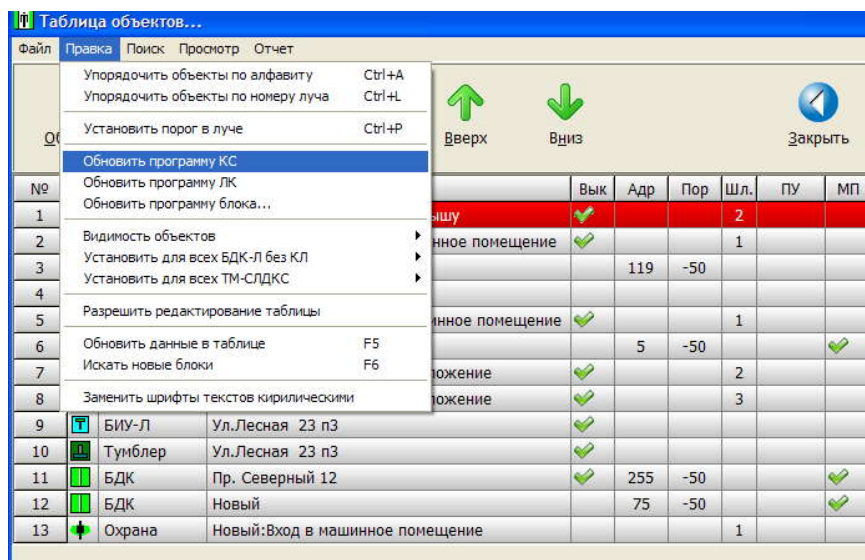 Таблица объектов...
Файл Правка Поиск Просмотр Отчет
Упорядочить объекты по алфавиту Ctrl+A
Упорядочить объекты по номеру луча Ctrl+L
Установить порог в луче Ctrl+P
Вверх Вниз Закрыть
Обновить программу КС
Обновить программу ЛК
Обновить программу блока...
Видимость объектов
Установить для всех БДК-Л без КЛ
Установить для всех ТМ-СЛДКС
Разрешить редактирование таблицы
Обновить данные в таблице F5
Искать новые блоки F6
Заменить шрифты текстов кирилическими
№ Вык Адр Пор Шл. ПУ МП
1 2
2 помещение 1
3 119 -50
4
5 помещение 1
6 5 -50
7 2
8 3
9 БИУ-Л Ул.Лесная 23 п3
10 Тумблер Ул.Лесная 23 п3
11 БДК Пр. Северный 12 255 -50
12 БДК Новый 75 -50
13 Охрана Новый:Вход в машинное помещение 1